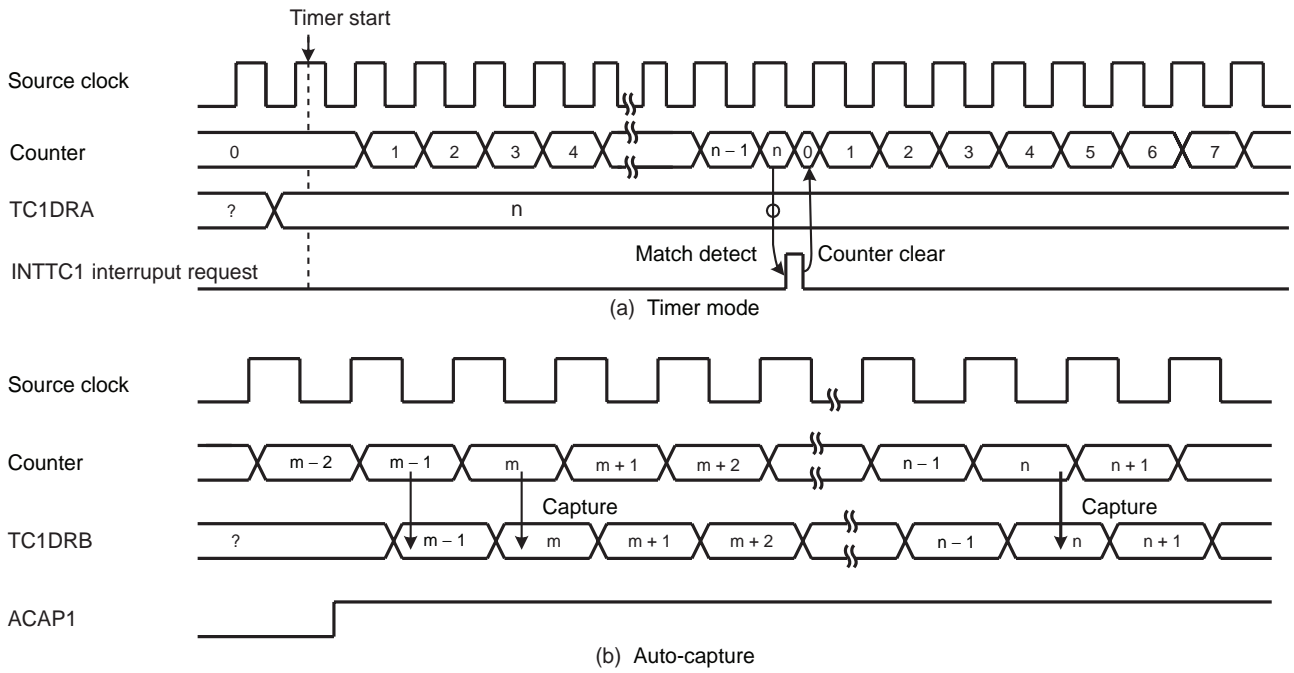 Timer start
Source clock
Counter 0 1 2 3 4 n – 1 n 0 1 2 3 4 5 6 7
TC1DRA ? n
Match detect Counter clear
INTTC1 interruput request
(a) Timer mode
Source clock
Counter m – 2 m – 1 m m + 1 m + 2 n – 1 n n + 1
Capture Capture
TC1DRB ? m – 1 m m + 1 m + 2 n – 1 n n + 1
ACAP1
(b) Auto-capture